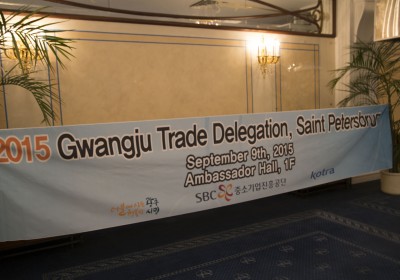 2015 Gwangju Trade Delegation, Saint Petersburg
September 9th, 2015
Ambassador Hall, 1F
SBC 중소기업진흥공단
kotra